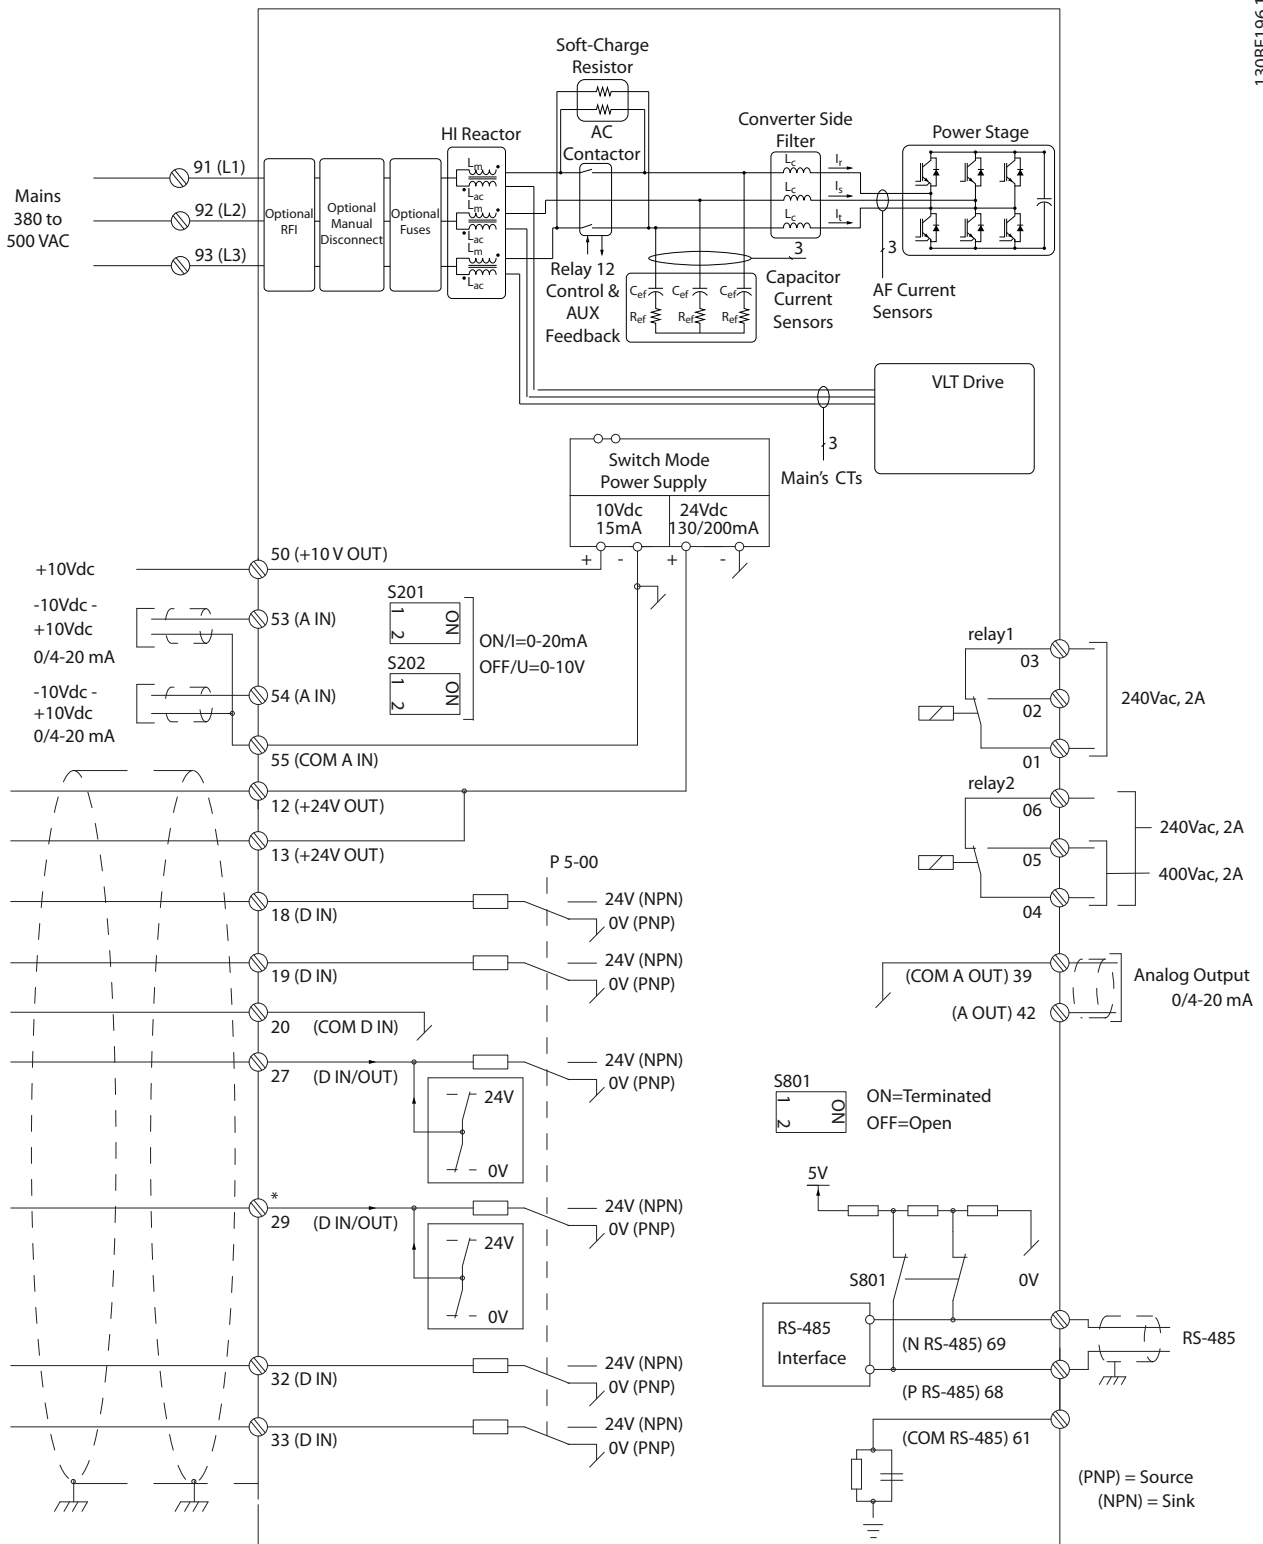 130BE196.1
Soft-Charge
Resistor
AC
Contactor
HI Reactor
Converter Side
Filter
Power Stage
Mains
380 to
500 VAC
91 (L1)
92 (L2)
93 (L3)
Optional
RFI
Optional
Manual
Disconnect
Optional
Fuses
Lm
Lac
Lm
Lac
Lm
Lac
Lc
Lc
Lc
Ir
Is
It
3
3
Relay 12
Control &
AUX
Feedback
Cef
Cef
Cef
Ref
Ref
Ref
Capacitor
Current
Sensors
AF Current
Sensors
VLT Drive
3
Main's CTs
Switch Mode
Power Supply
10Vdc
15mA
24Vdc
130/200mA
+
-
+
-
+10Vdc
50 (+10 V OUT)
-10Vdc -
+10Vdc
0/4-20 mA
53 (A IN)
S201
1
2
ON
ON/I=0-20mA
OFF/U=0-10V
S202
1
2
ON
-10Vdc -
+10Vdc
0/4-20 mA
54 (A IN)
55 (COM A IN)
12 (+24V OUT)
13 (+24V OUT)
P 5-00
18 (D IN)
24V (NPN)
0V (PNP)
19 (D IN)
24V (NPN)
0V (PNP)
20 (COM D IN)
27 (D IN/OUT)
24V (NPN)
0V (PNP)
24V
0V
*
29 (D IN/OUT)
24V (NPN)
0V (PNP)
24V
0V
32 (D IN)
24V (NPN)
0V (PNP)
33 (D IN)
24V (NPN)
0V (PNP)
relay1
03
02
01
240Vac, 2A
relay2
06
05
04
240Vac, 2A
400Vac, 2A
(COM A OUT) 39
(A OUT) 42
Analog Output
0/4-20 mA
S801
1
2
ON
ON=Terminated
OFF=Open
5V
S801
0V
RS-485
Interface
(N RS-485) 69
(P RS-485) 68
(COM RS-485) 61
RS-485
(PNP) = Source
(NPN) = Sink